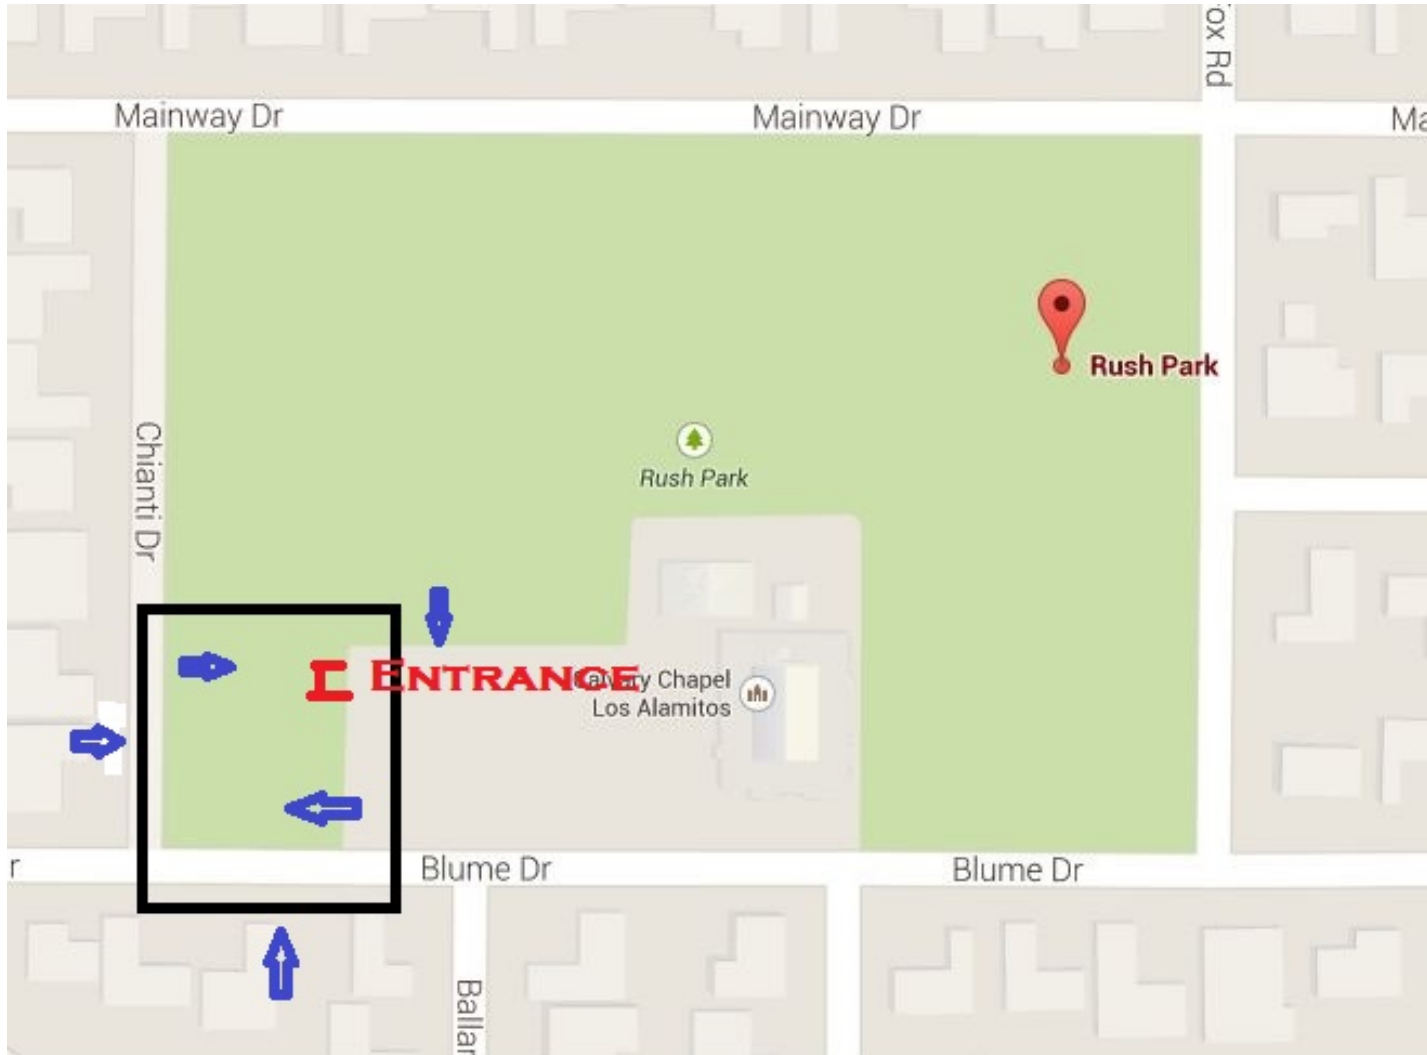 ox Rd
Mainway Dr
Mainway Dr
Ma
Rush Park
Rush Park
Chianti Dr
ENTRANCE
Calvary Chapel
Los Alamitos
r
Blume Dr
Blume Dr
Ballar